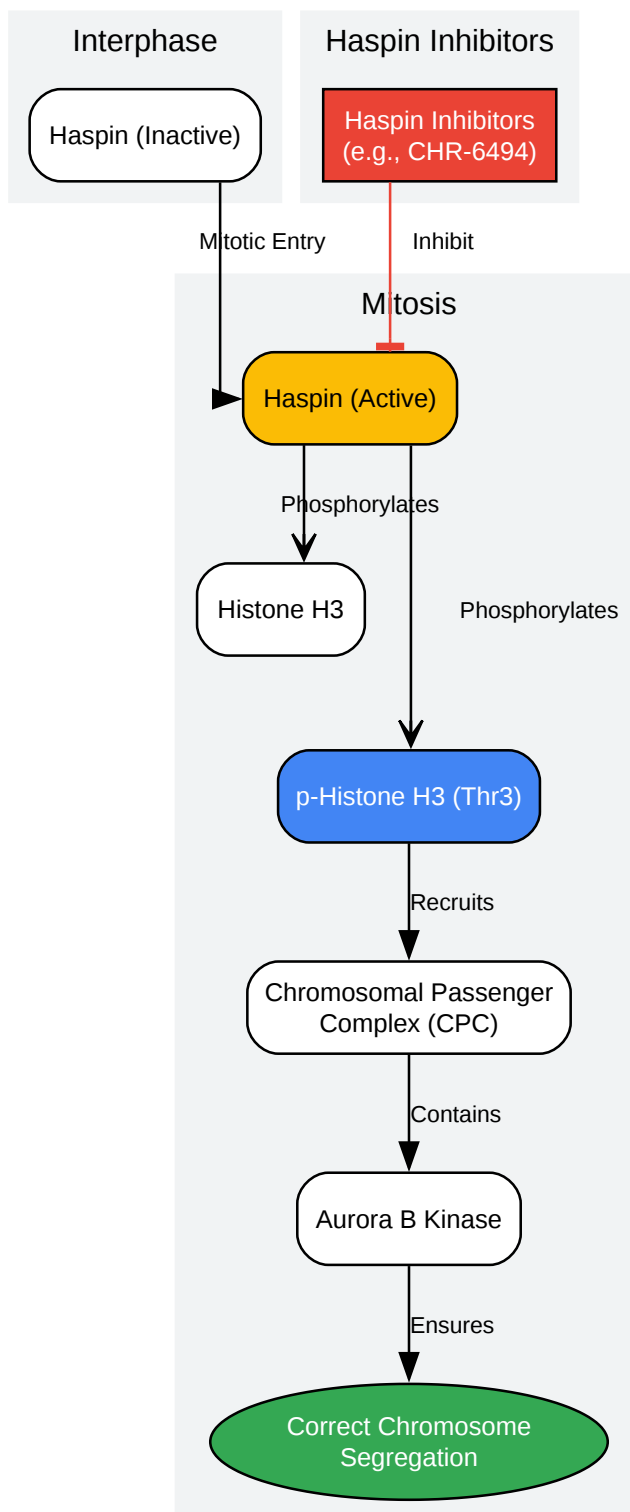 Interphase
Haspin Inhibitors
Haspin (Inactive)
Haspin Inhibitors
(e.g., CHR-6494)
Mitotic Entry
Inhibit
Mitosis
Haspin (Active)
Phosphorylates
Histone H3
Phosphorylates
p-Histone H3 (Thr3)
Recruits
Chromosomal Passenger
Complex (CPC)
Contains
Aurora B Kinase
Ensures
Correct Chromosome
Segregation